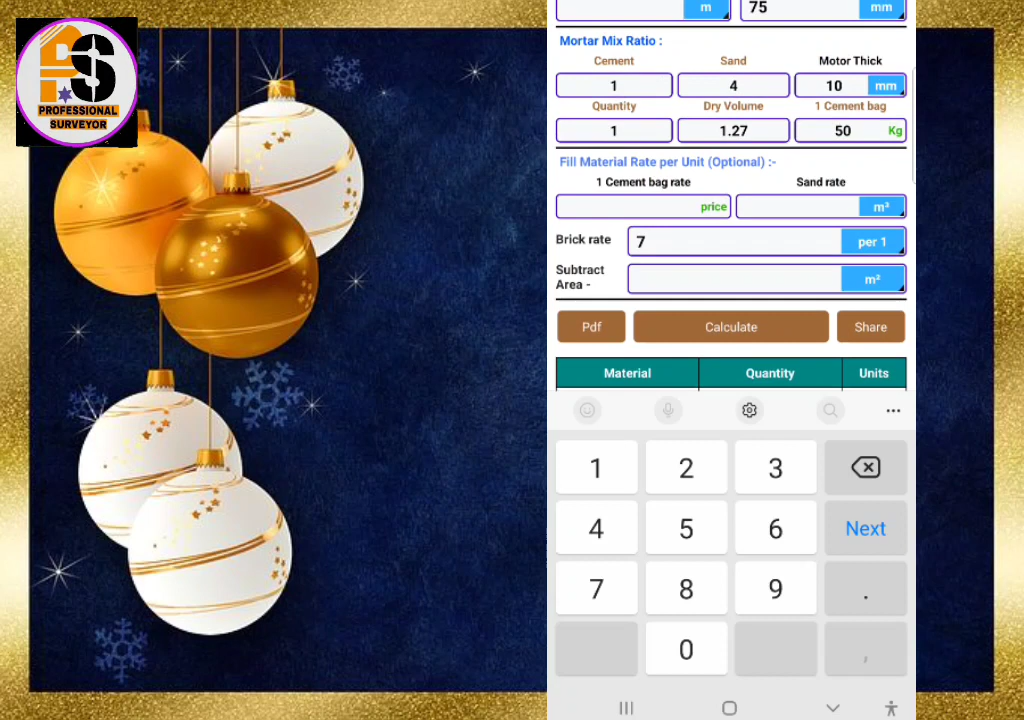 PS
PROFESSIONAL
SURVEYOR
m 75 mm
Mortar Mix Ratio :
Cement Sand Motor Thick
1 4 10 mm
Quantity Dry Volume 1 Cement bag
1 1.27 50 Kg
Fill Material Rate per Unit (Optional) :-
1 Cement bag rate Sand rate
price m³
Brick rate 7 per 1
Subtract
Area - m²
Pdf Calculate Share
Material Quantity Units
1 2 3
4 5 6 Next
7 8 9 .
0 ,